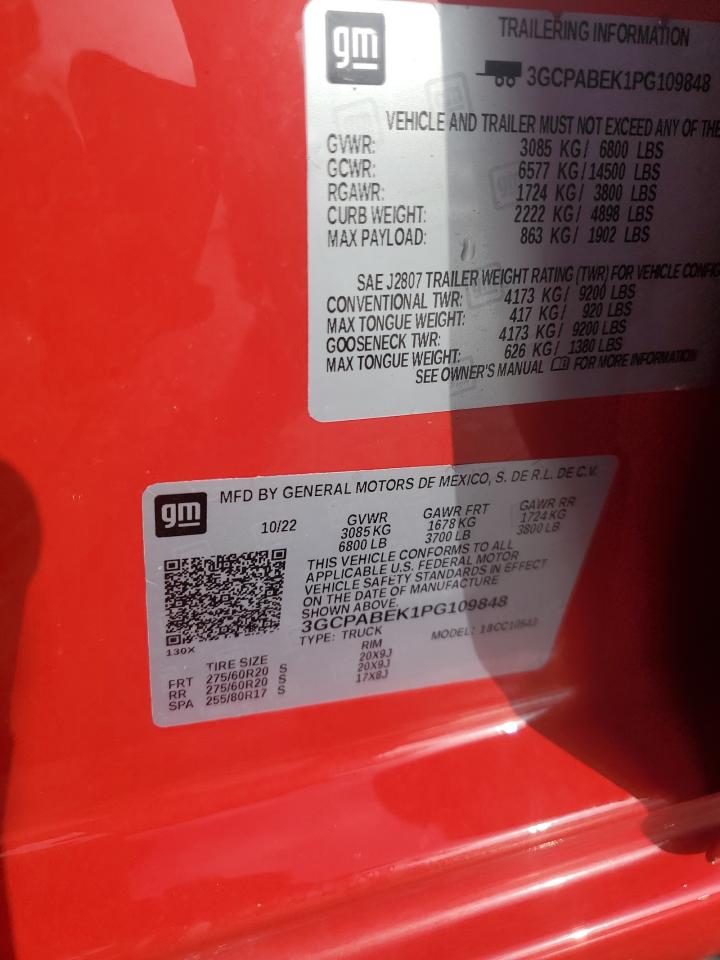 gm
TRAILERING INFORMATION
3GCPABEK1PG109848
VEHICLE AND TRAILER MUST NOT EXCEED ANY OF THE
GVWR: 3085 KG/ 6800 LBS
GCWR: 6577 KG/14500 LBS
RGAWR: 1724 KG/ 3800 LBS
CURB WEIGHT: 2222 KG/ 4898 LBS
MAX PAYLOAD: 863 KG/ 1902 LBS
SAE J2807 TRAILER WEIGHT RATING (TWR) FOR VEHICLE CONFIG
CONVENTIONAL TWR: 4173 KG/ 9200 LBS
MAX TONGUE WEIGHT: 417 KG/ 920 LBS
GOOSENECK TWR: 4173 KG/ 9200 LBS
MAX TONGUE WEIGHT: 626 KG/ 1380 LBS
SEE OWNER'S MANUAL FOR MORE INFORMATION
gm
MFD BY GENERAL MOTORS DE MEXICO, S. DE R.L. DE C.V.
10/22 GVWR GAWR FRT GAWR RR
3085 KG 1678 KG 1724 KG
6800 LB 3700 LB 3800 LB
THIS VEHICLE CONFORMS TO ALL
APPLICABLE U.S. FEDERAL MOTOR
VEHICLE SAFETY STANDARDS IN EFFECT
ON THE DATE OF MANUFACTURE
SHOWN ABOVE.
3GCPABEK1PG109848
TYPE: TRUCK MODEL: 18CC10543
130X
TIRE SIZE RIM
FRT 275/60R20 S 20X9J
RR 275/60R20 S 20X9J
SPA 255/80R17 S 17X8J